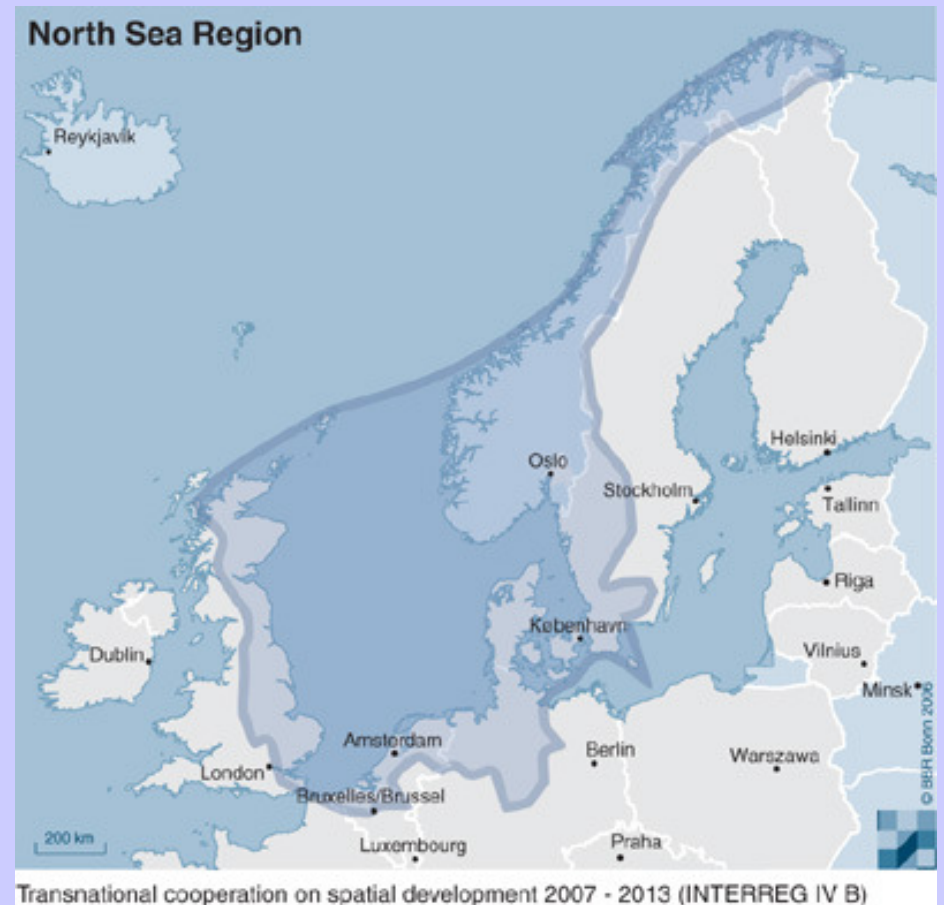 North Sea Region
Reykjavík
Oslo
Helsinki
Stockholm
Tallinn
Riga
København
Dublin
Vilnius
Minsk
Amsterdam
London
Berlin
Warszawa
Bruxelles/Brussel
Luxembourg
Praha
200 km
© BBR Bonn 2006
Transnational cooperation on spatial development 2007 - 2013 (INTERREG IV B)